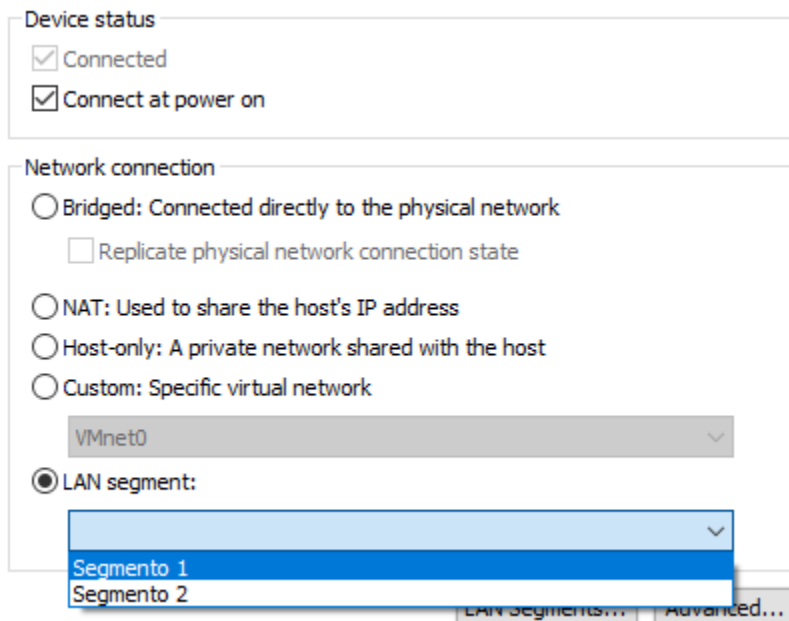 Device status
Connected
Connect at power on
Network connection
Bridged: Connected directly to the physical network
Replicate physical network connection state
NAT: Used to share the host's IP address
Host-only: A private network shared with the host
Custom: Specific virtual network
VMnet0
LAN segment:
Segmento 1
Segmento 2
LAN Segments... Advanced...